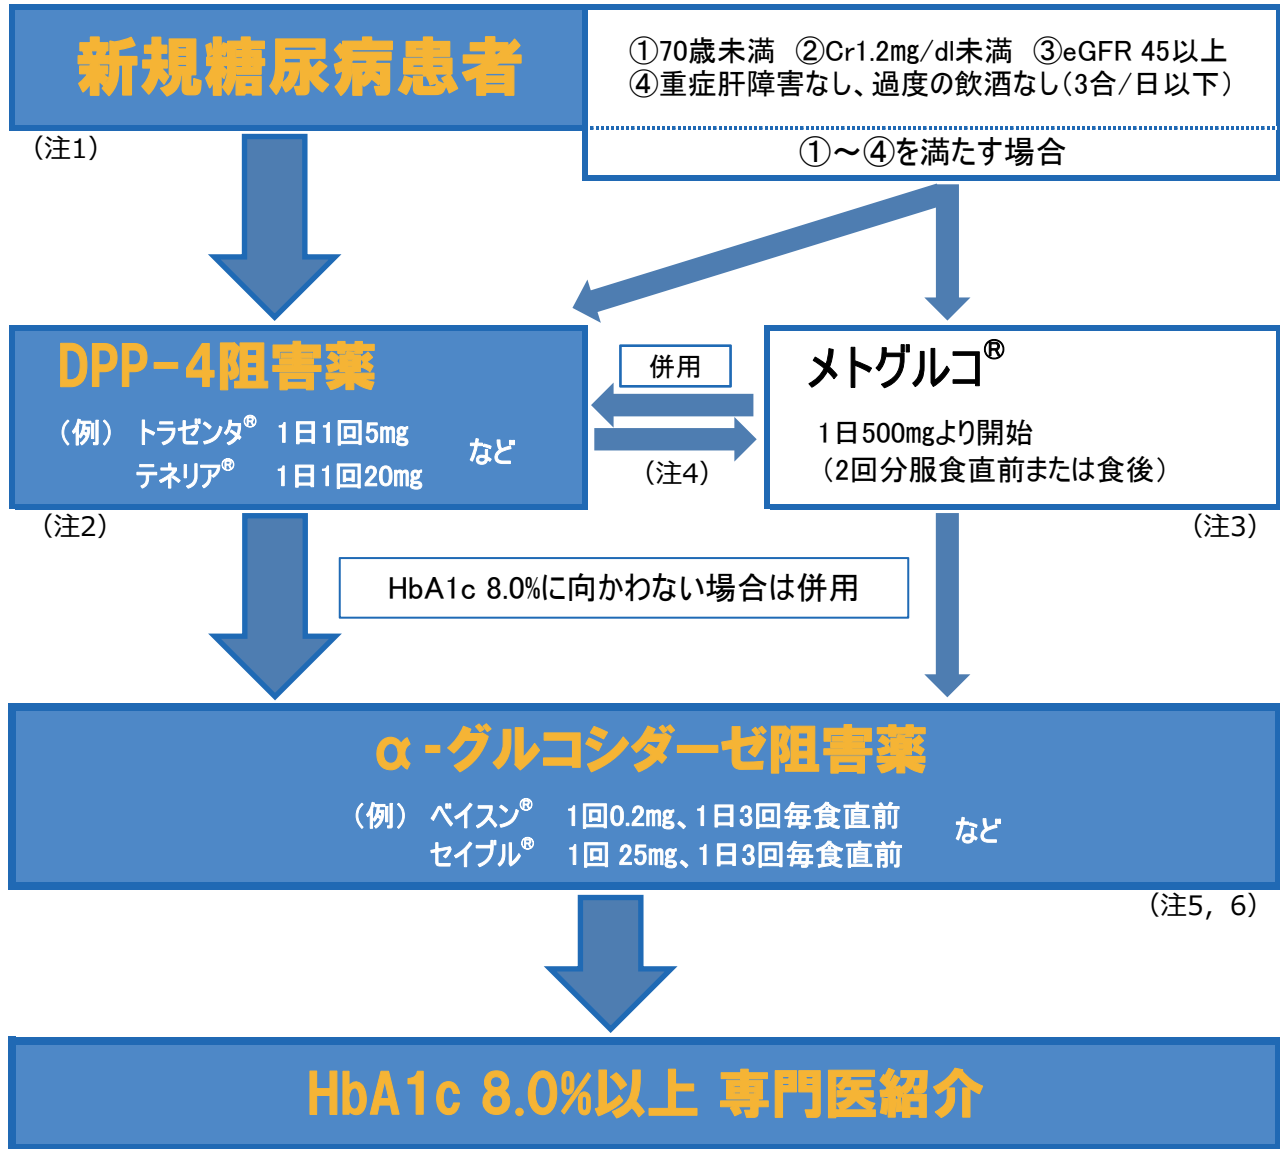 新規糖尿病患者
①70歳未満 ②Cr1.2mg/dl未満 ③eGFR 45以上
④重症肝障害なし、過度の飲酒なし(3合/日以下)
①～④を満たす場合
(注1)
DPP-4阻害薬
(例) トラゼンタ® 1日1回5mg
テネリア® 1日1回20mg
など
(注2)
併用
(注4)
メトグルコ®
1日500mgより開始
(2回分服食直前または食後)
(注3)
HbA1c 8.0%に向かわない場合は併用
α-グルコシダーゼ阻害薬
(例) ベイスン® 1回0.2mg、1日3回毎食直前
セイブル® 1回 25mg、1日3回毎食直前
など
(注5, 6)
HbA1c 8.0%以上 専門医紹介